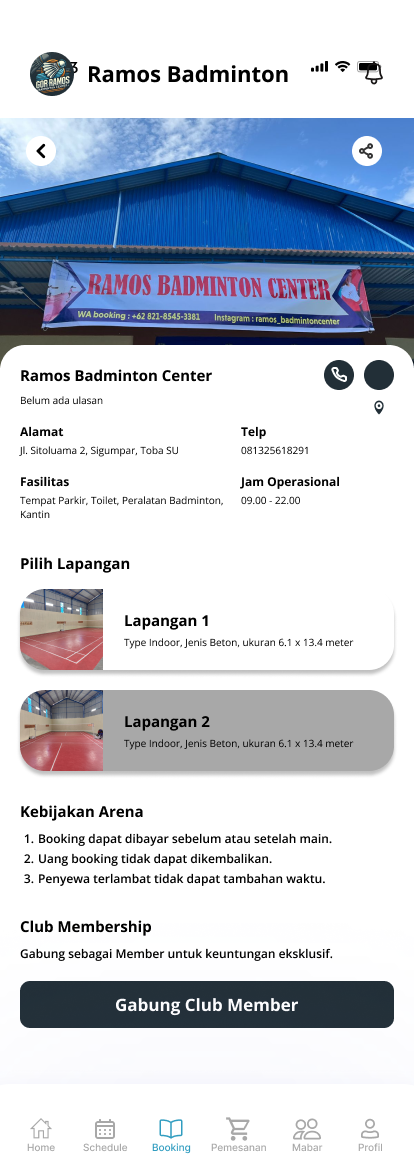 GOR RAMOS
3
Ramos Badminton
RAMOS BADMINTON CENTER
WA booking : +62 821-8545-3381 Instagram : ramos_badmintoncenter
Ramos Badminton Center
Belum ada ulasan
Alamat
Jl. Sitoluama 2, Sigumpar, Toba SU
Telp
081325618291
Fasilitas
Tempat Parkir, Toilet, Peralatan Badminton,
Kantin
Jam Operasional
09.00 - 22.00
Pilih Lapangan
Lapangan 1
Type Indoor, Jenis Beton, ukuran 6.1 x 13.4 meter
Lapangan 2
Type Indoor, Jenis Beton, ukuran 6.1 x 13.4 meter
Kebijakan Arena
1. Booking dapat dibayar sebelum atau setelah main.
2. Uang booking tidak dapat dikembalikan.
3. Penyewa terlambat tidak dapat tambahan waktu.
Club Membership
Gabung sebagai Member untuk keuntungan eksklusif.
Gabung Club Member
Home Schedule Booking Pemesanan Mabar Profil